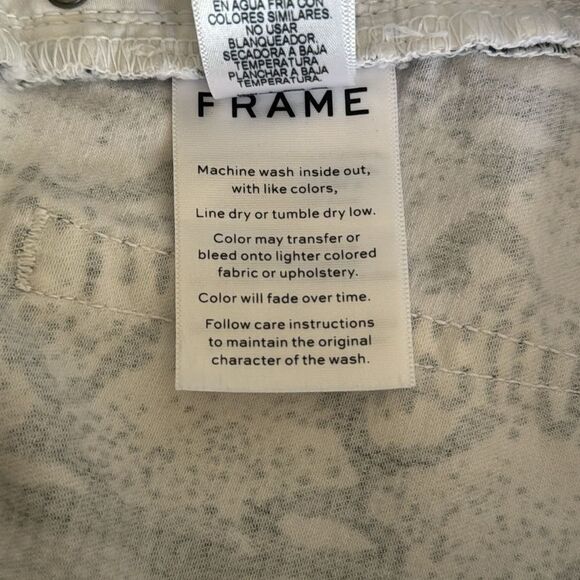 EN AGUA FRIA CON
COLORES SIMILARES.
NO USAR
BLANQUEADOR.
SECADORA A BAJA
TEMPERATURA
PLANCHAR A BAJA
TEMPERATURA.
FRAME
Machine wash inside out,
with like colors,
Line dry or tumble dry low.
Color may transfer or
bleed onto lighter colored
fabric or upholstery.
Color will fade over time.
Follow care instructions
to maintain the original
character of the wash.